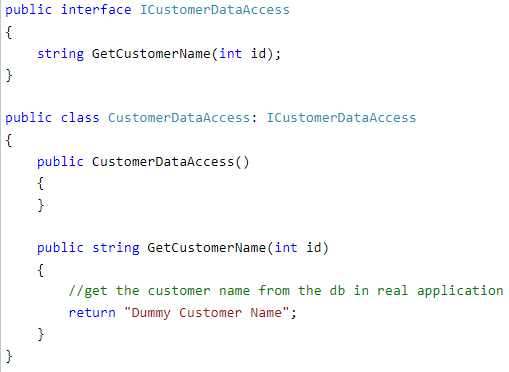 public interface ICustomerDataAccess
{
    string GetCustomerName(int id);
}

public class CustomerDataAccess: ICustomerDataAccess
{
    public CustomerDataAccess()
    {
    }

    public string GetCustomerName(int id)
    {
        //get the customer name from the db in real application
        return "Dummy Customer Name";
    }
}